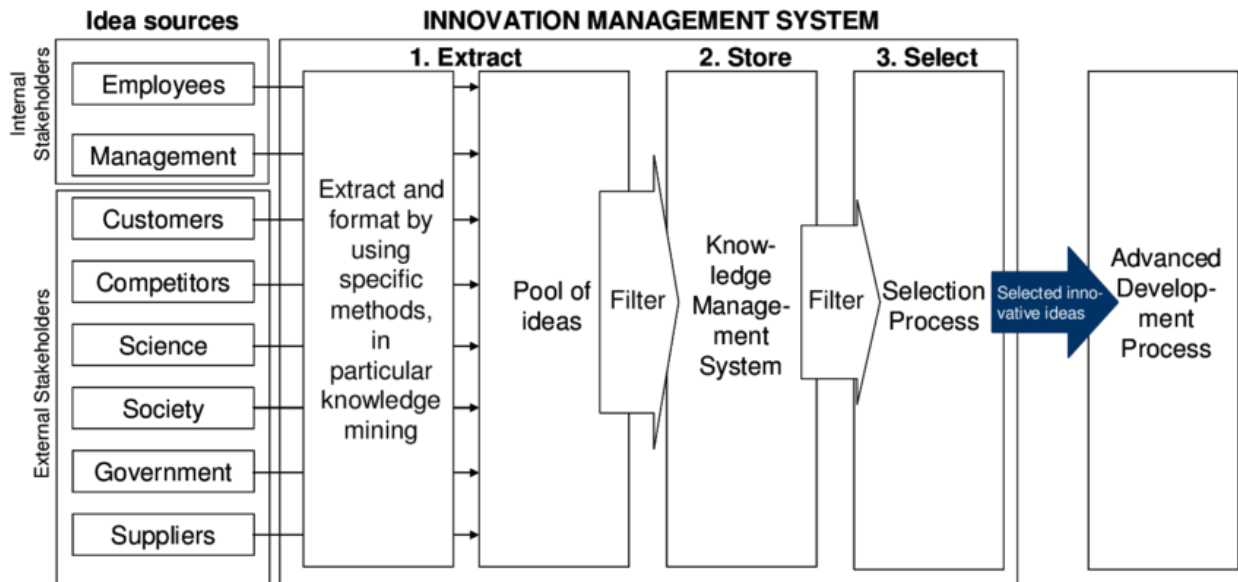 Idea sources
INNOVATION MANAGEMENT SYSTEM
Internal
Stakeholders
Employees
Management
External Stakeholders
Customers
Competitors
Science
Society
Government
Suppliers
1. Extract
Extract and
format by
using
specific
methods,
in
particular
knowledge
mining
Pool of
ideas
Filter
2. Store
Know-
ledge
Manage-
ment
System
Filter
3. Select
Selection
Process
Selected inno-
vative ideas
Advanced
Develop-
ment
Process